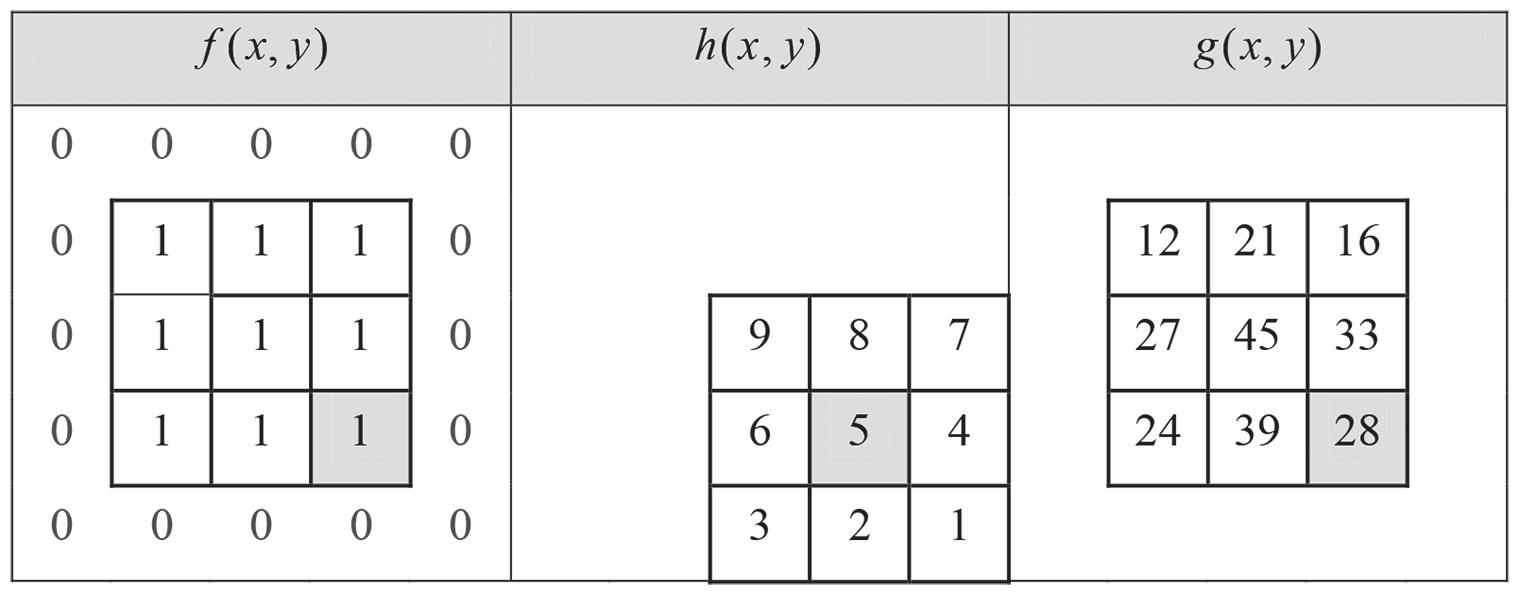 f(x, y) h(x, y) g(x, y)
0 0 0 0 0
0 1 1 1 0 12 21 16
0 1 1 1 0 9 8 7 27 45 33
0 1 1 1 0 6 5 4 24 39 28
0 0 0 0 0 3 2 1